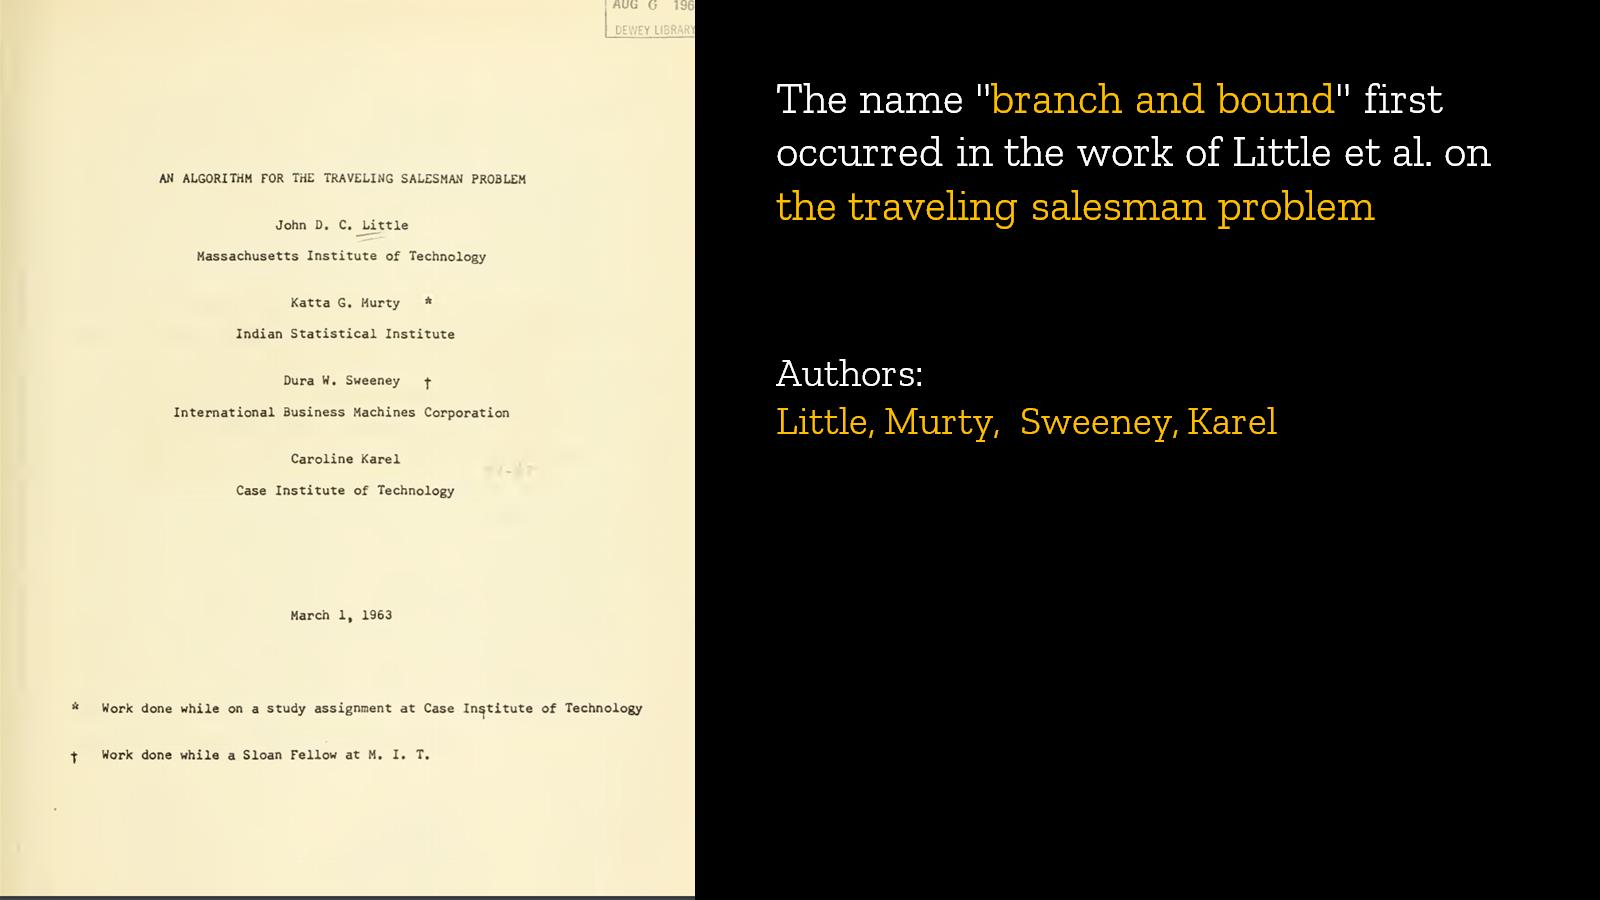 AUG 6 196
DEWEY LIBRARY
AN ALGORITHM FOR THE TRAVELING SALESMAN PROBLEM
John D. C. Little
Massachusetts Institute of Technology
Katta G. Murty *
Indian Statistical Institute
Dura W. Sweeney †
International Business Machines Corporation
Caroline Karel
Case Institute of Technology
March 1, 1963
* Work done while on a study assignment at Case Institute of Technology
† Work done while a Sloan Fellow at M. I. T.
The name "branch and bound" first
occurred in the work of Little et al. on
the traveling salesman problem
Authors:
Little, Murty,  Sweeney, Karel